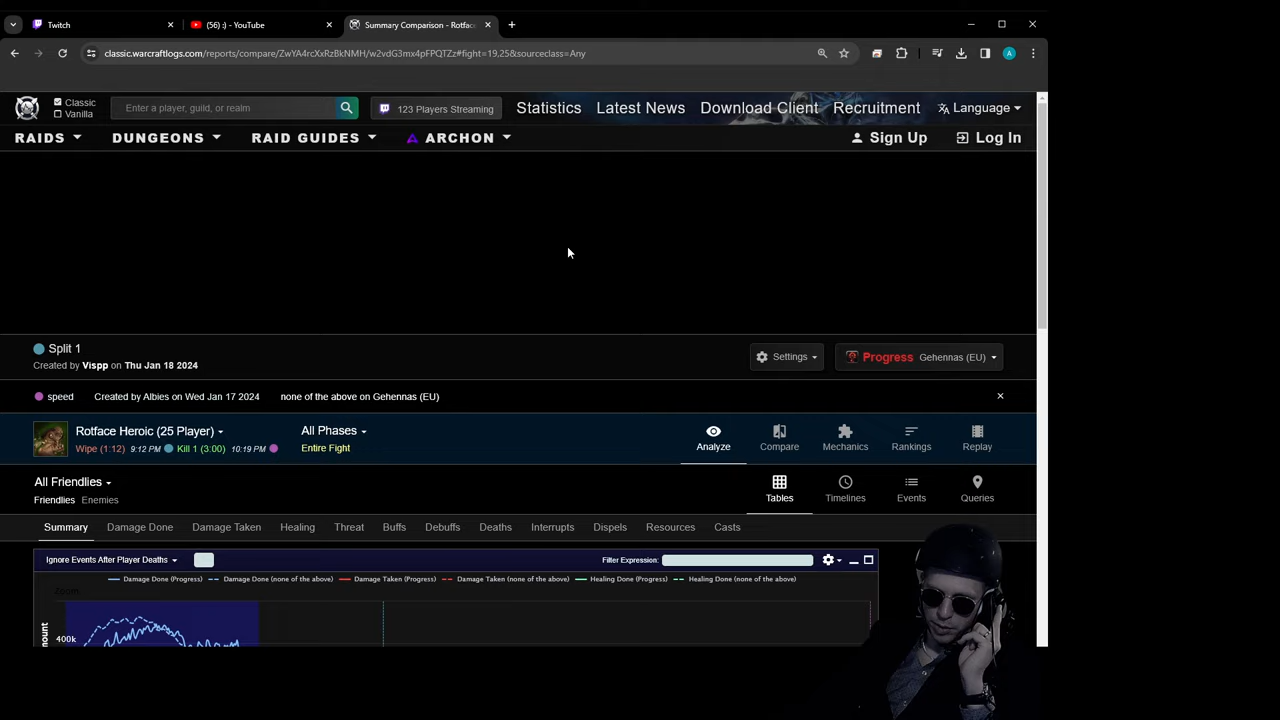 Twitch
(56) :) - YouTube
Summary Comparison - Rotfac
classic.warcraftlogs.com/reports/compare/ZwYA4rcXxRzBkNMH/w2vdG3mx4pFPQTZz#fight=19,25&sourceclass=Any
A
Classic
Vanilla
Enter a player, guild, or realm
123 Players Streaming
Statistics
Latest News
Download Client
Recruitment
Language
RAIDS
DUNGEONS
RAID GUIDES
ARCHON
Sign Up
Log In
Split 1
Created by Vispp on Thu Jan 18 2024
Settings
Progress Gehennas (EU)
speed
Created by Albies on Wed Jan 17 2024
none of the above on Gehennas (EU)
Rotface Heroic (25 Player)
Wipe (1:12) 9:12 PM Kill 1 (3:00) 10:19 PM
All Phases
Entire Fight
Analyze
Compare
Mechanics
Rankings
Replay
All Friendlies
Friendlies Enemies
Tables
Timelines
Events
Queries
Summary
Damage Done
Damage Taken
Healing
Threat
Buffs
Debuffs
Deaths
Interrupts
Dispels
Resources
Casts
Ignore Events After Player Deaths
Filter Expression:
Damage Done (Progress)
Damage Done (none of the above)
Damage Taken (Progress)
Damage Taken (none of the above)
Healing Done (Progress)
Healing Done (none of the above)
Zoom
400k